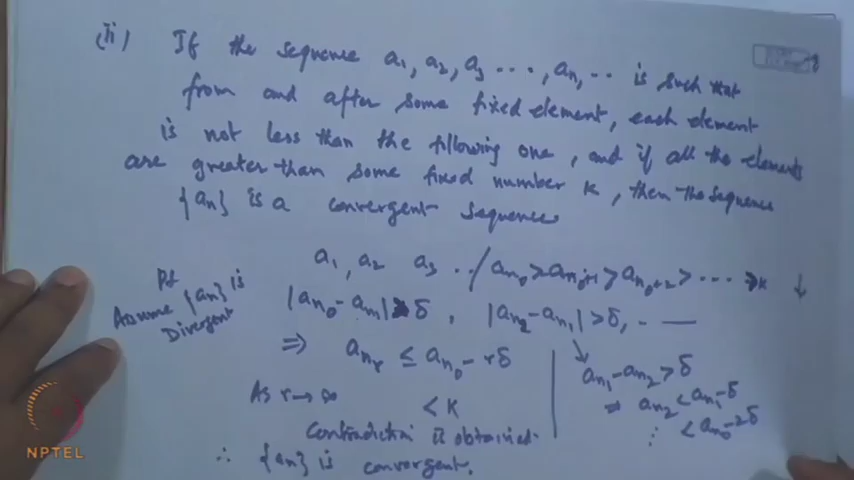 (ii) If the sequence a1, a2, a3 ..., an, .. is such that
from and after some fixed element, each element
is not less than the following one, and if all the elements
are greater than some fixed number K, then the sequence
{an} is a convergent sequence
a1, a2 a3 .. / an0 > an0+1 > an0+2 > .... > K ↓
Pf
Assume {an} is
Divergent
|an0 - an1| > δ, |an2 - an1| > δ, . —
⇒ anr ≤ an0 - rδ
As r → ∞
< K
Contradiction is obtained.
∴ {an} is convergent.
an1 - an2 > δ
⇒ an2 < an1 - δ
< an0 - 2δ
⋮
NPTEL